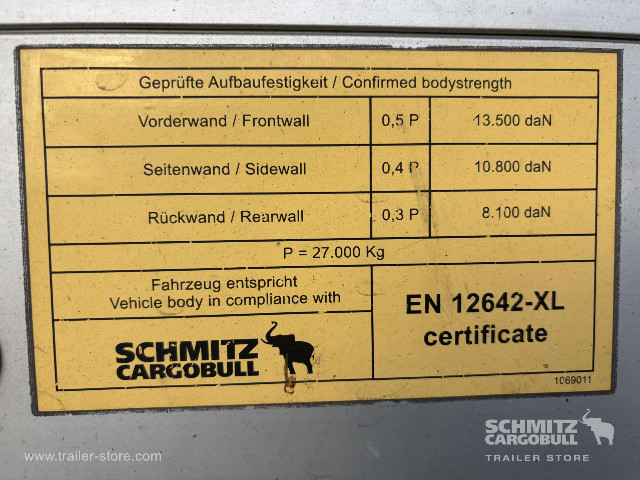 Geprüfte Aufbaufestigkeit / Confirmed bodystrength
Vorderwand / Frontwall 0,5 P 13.500 daN
Seitenwand / Sidewall 0,4 P 10.800 daN
Rückwand / Rearwall 0,3 P 8.100 daN
P = 27.000 Kg
Fahrzeug entspricht
Vehicle body in compliance with
EN 12642-XL
certificate
SCHMITZ
CARGOBULL
1069011
www.trailer-store.com
SCHMITZ
CARGOBULL
TRAILER STORE